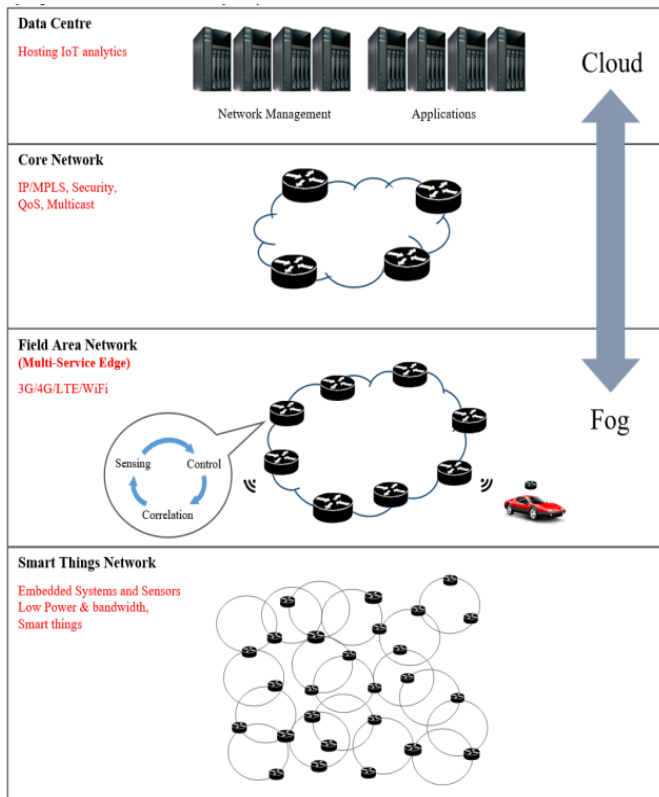 Data Centre
Hosting IoT analytics
Network Management
Applications
Cloud
Core Network
IP/MPLS, Security,
QoS, Multicast
Field Area Network
(Multi-Service Edge)
3G/4G/LTE/WiFi
Fog
Sensing
Control
Correlation
Smart Things Network
Embedded Systems and Sensors
Low Power & bandwidth,
Smart things